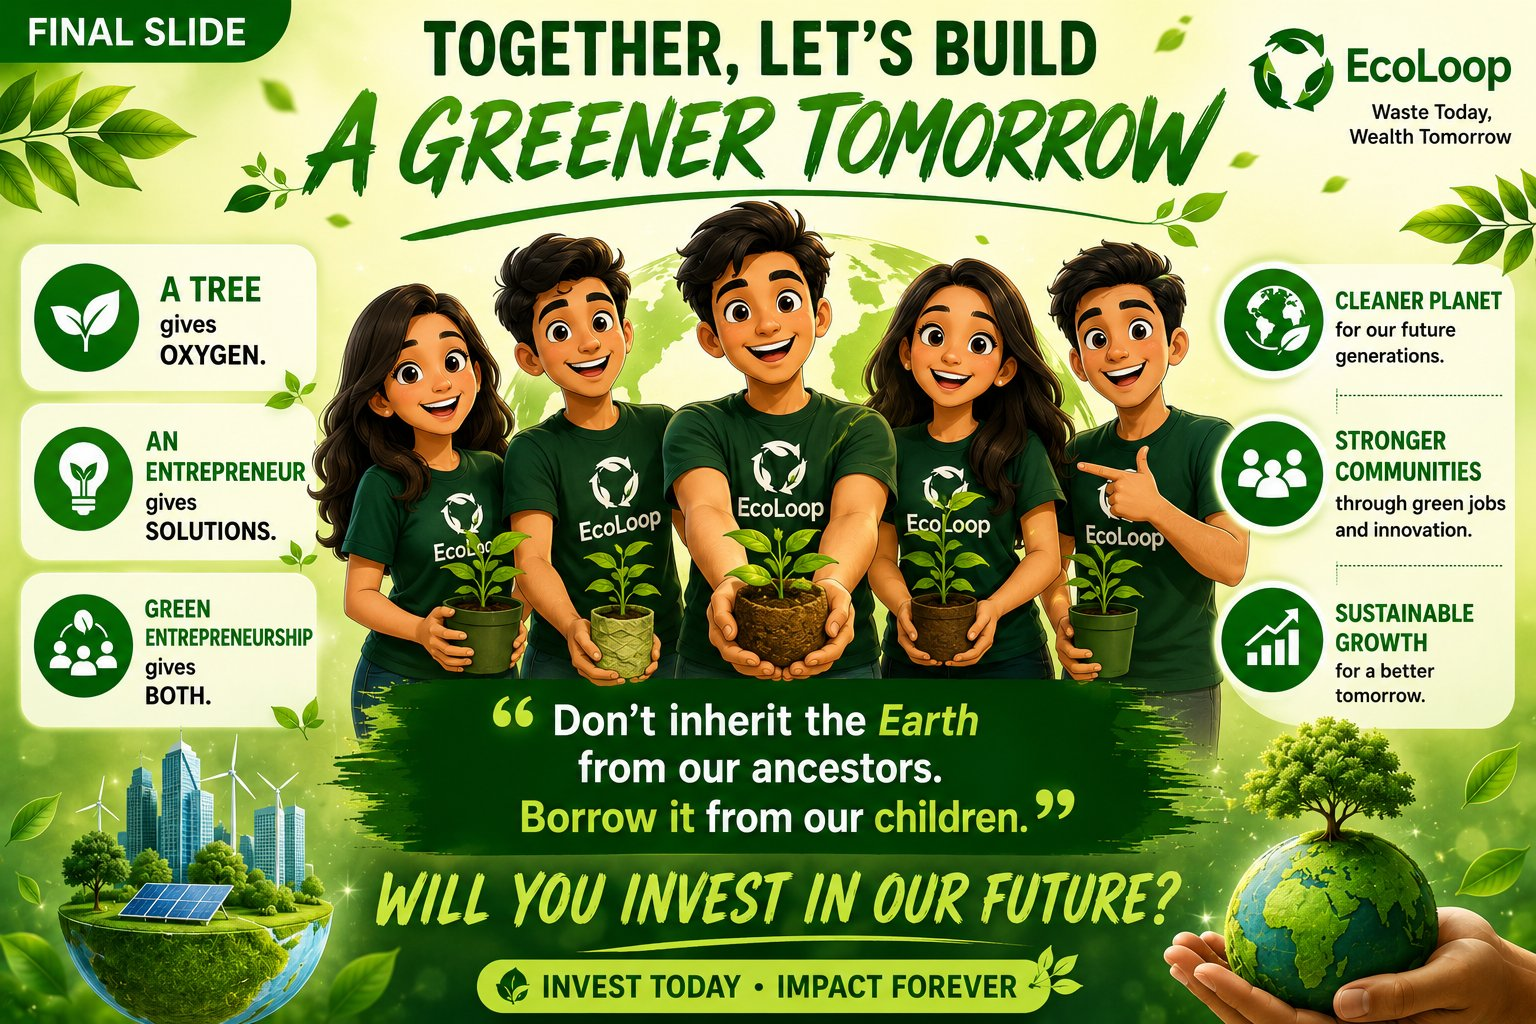 FINAL SLIDE
TOGETHER, LET'S BUILD
A GREENER TOMORROW
EcoLoop
Waste Today,
Wealth Tomorrow
A TREE
gives
OXYGEN.
AN
ENTREPRENEUR
gives
SOLUTIONS.
GREEN
ENTREPRENEURSHIP
gives
BOTH.
EcoLoop
EcoLoop
EcoLoop
EcoLoop
EcoLoop
CLEANER PLANET
for our future
generations.
STRONGER
COMMUNITIES
through green jobs
and innovation.
SUSTAINABLE
GROWTH
for a better
tomorrow.
“Don't inherit the Earth
from our ancestors.
Borrow it from our children.”
WILL YOU INVEST IN OUR FUTURE?
INVEST TODAY • IMPACT FOREVER